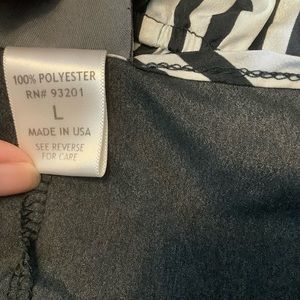 100% POLYESTER
RN# 93201
L
MADE IN USA
SEE REVERSE
FOR CARE